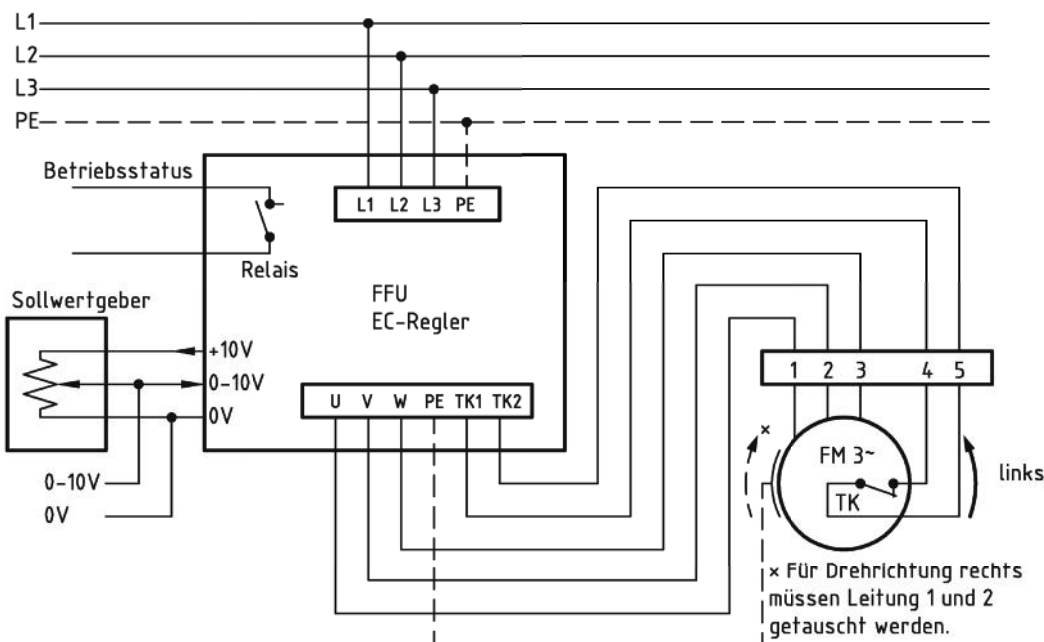 L1
L2
L3
PE
Betriebsstatus
L1 L2 L3 PE
Relais
Sollwertgeber
FFU
EC-Regler
+10V
0-10V
0V
U V W PE TK1 TK2
1 2 3 4 5
×
FM 3~
TK
links
0-10V
0V
× Für Drehrichtung rechts
müssen Leitung 1 und 2
getauscht werden.